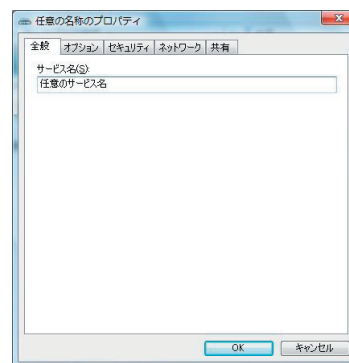 任意の名称のプロパティ
全般 オプション セキュリティ ネットワーク 共有
サービス名(S):
任意のサービス名
OK キャンセル